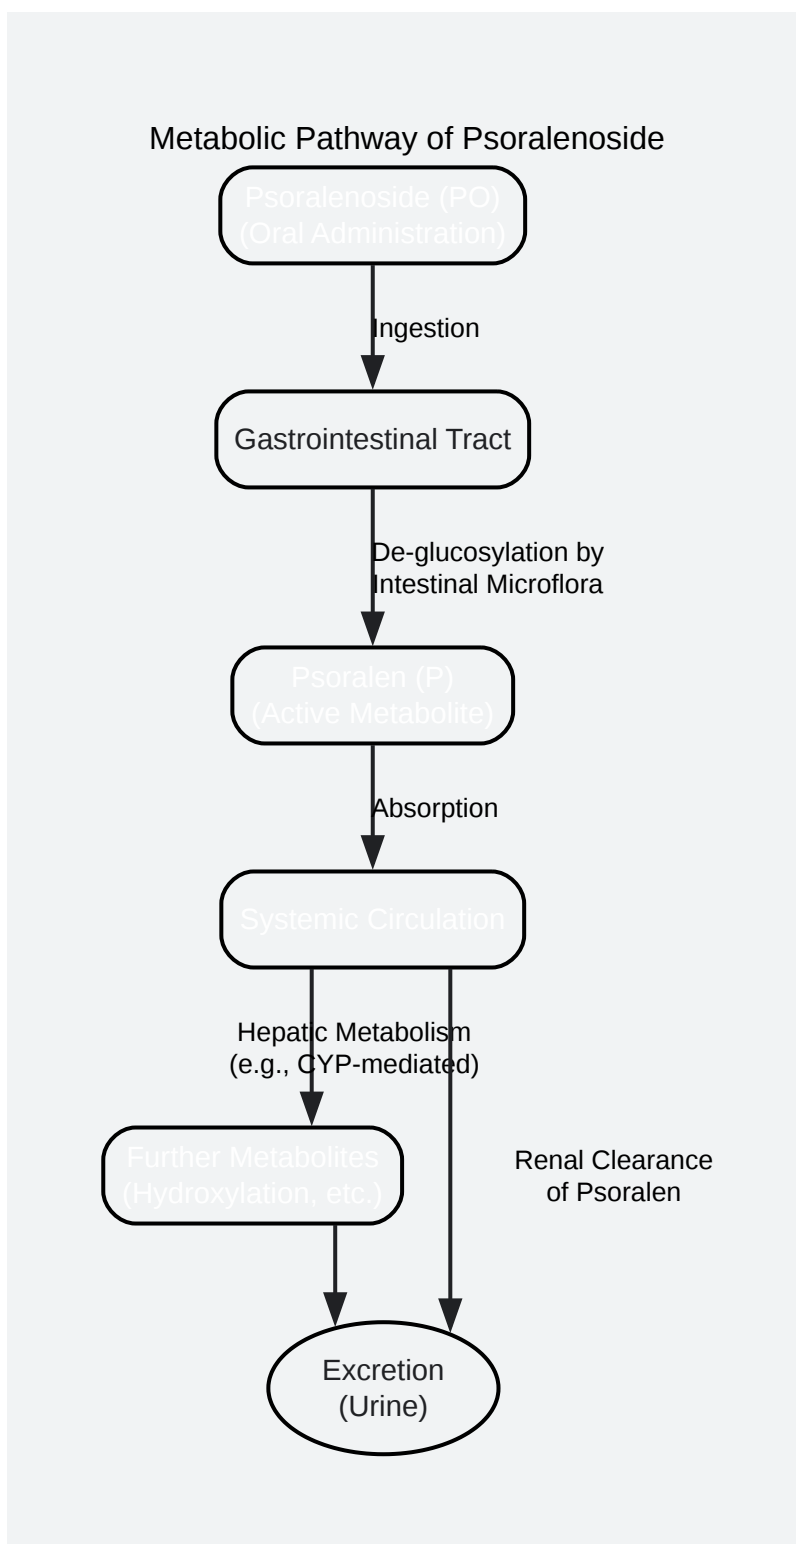 Metabolic Pathway of Psoralenoside
Psoralenoside (PO)
(Oral Administration)
Ingestion
Gastrointestinal Tract
De-glucosylation by
Intestinal Microflora
Psoralen (P)
(Active Metabolite)
Absorption
Systemic Circulation
Hepatic Metabolism
(e.g., CYP-mediated)
Further Metabolites
(Hydroxylation, etc.)
Renal Clearance
of Psoralen
Excretion
(Urine)